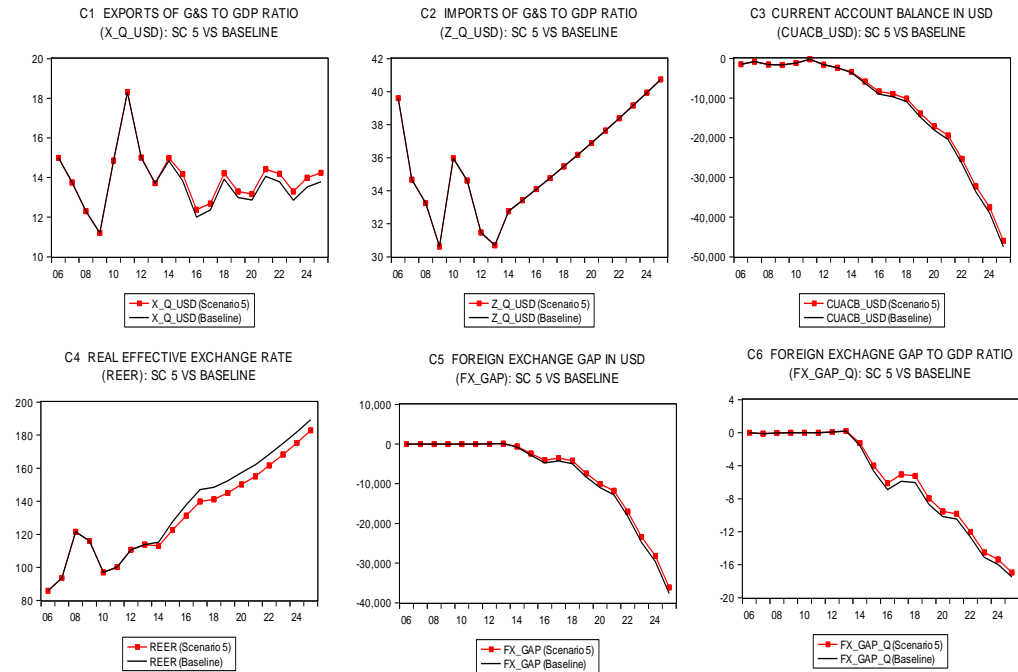 C1 EXPORTS OF G&S TO GDP RATIO
(X_Q_USD): SC 5 VS BASELINE
20
18
16
14
12
10
06 08 10 12 14 16 18 20 22 24
X_Q_USD (Scenario 5)
X_Q_USD (Baseline)
C2 IMPORTS OF G&S TO GDP RATIO
(Z_Q_USD): SC 5 VS BASELINE
42
40
38
36
34
32
30
06 08 10 12 14 16 18 20 22 24
Z_Q_USD (Scenario 5)
Z_Q_USD (Baseline)
C3 CURRENT ACCOUNT BALANCE IN USD
(CUACB_USD): SC 5 VS BASELINE
0
-10,000
-20,000
-30,000
-40,000
-50,000
06 08 10 12 14 16 18 20 22 24
CUACB_USD (Scenario 5)
CUACB_USD (Baseline)
C4 REAL EFFECTIVE EXCHANGE RATE
(REER): SC 5 VS BASELINE
200
180
160
140
120
100
80
06 08 10 12 14 16 18 20 22 24
REER (Scenario 5)
REER (Baseline)
C5 FOREIGN EXCHANGE GAP IN USD
(FX_GAP): SC 5 VS BASELINE
10,000
0
-10,000
-20,000
-30,000
-40,000
06 08 10 12 14 16 18 20 22 24
FX_GAP (Scenario 5)
FX_GAP (Baseline)
C6 FOREIGN EXCHAGNE GAP TO GDP RATIO
(FX_GAP_Q): SC 5 VS BASELINE
4
0
-4
-8
-12
-16
-20
06 08 10 12 14 16 18 20 22 24
FX_GAP_Q (Scenario 5)
FX_GAP_Q (Baseline)